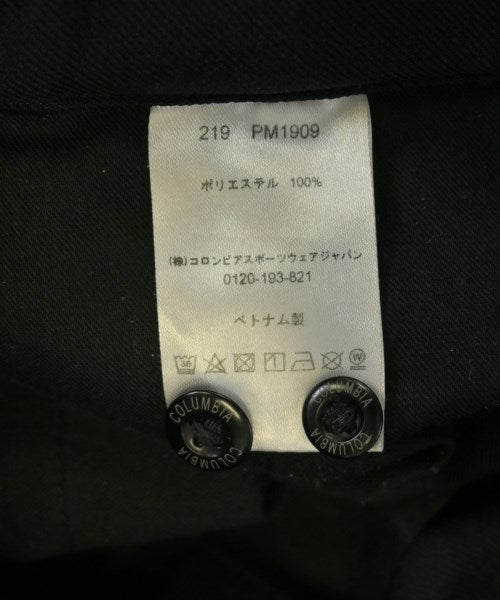 219 PM1909
ポリエステル 100%
(株)コロンビアスポーツウェアジャパン
0120-193-821
ベトナム製
30
W
COLUMBIA
COLUMBIA
COLUMBIA
COLUMBIA